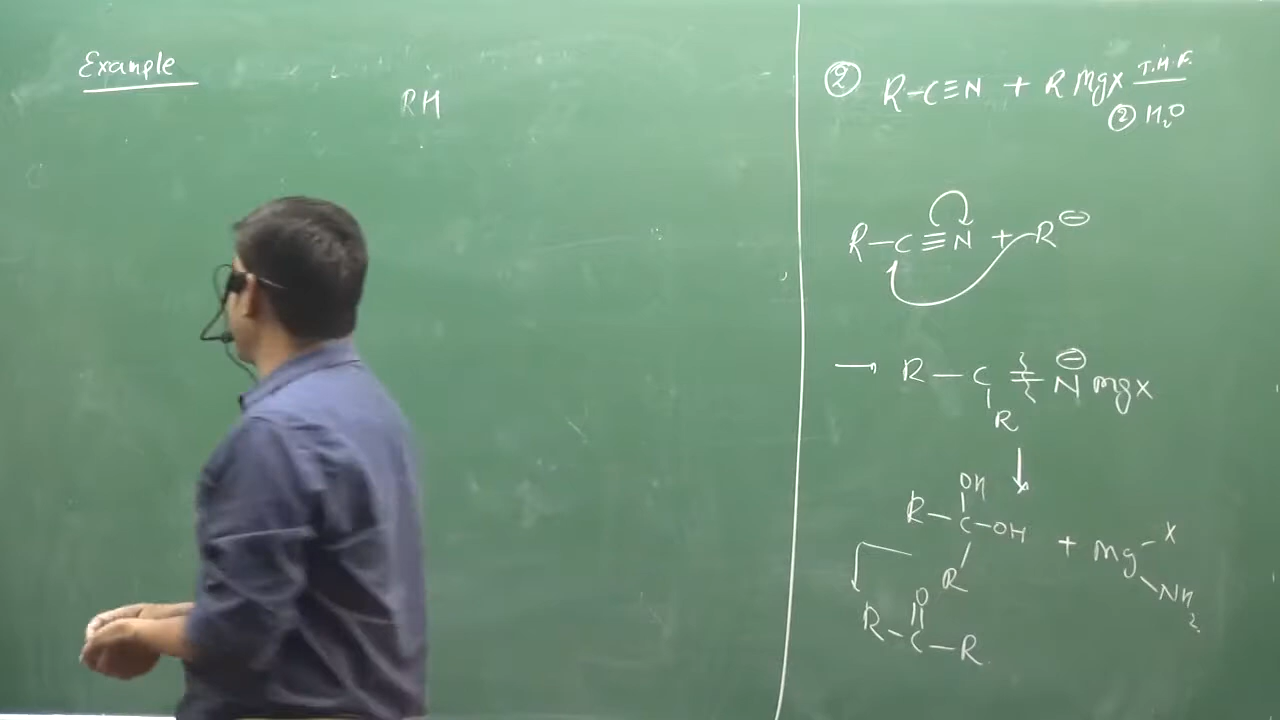 Example
RH
② R-C≡N + R Mgx T.H.F.
② H₂O
R-C≡N + R⊖
→ R-C=N⊖ Mgx
R
↓
OH
R-C-OH + Mg-X
R
NH₂
O
R-C-R